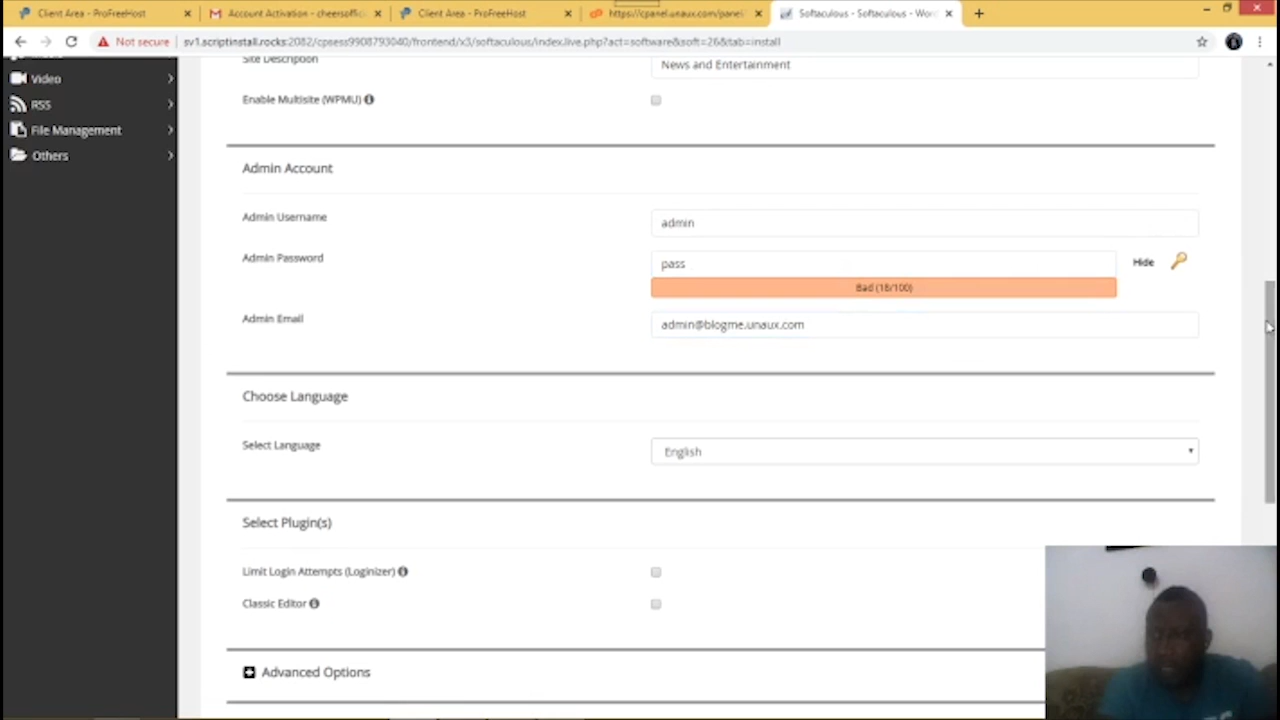 Client Area - ProFreeHost
Account Activation - cheersoffici
Client Area - ProFreeHost
https://cpanel.unaux.com/panel/
Softaculous - Softaculous - Wor
Not secure
sv1.scriptinstall.rocks:2082/cpsess9908793040/frontend/x3/softaculous/index.live.php?act=software&soft=26&tab=install
Site Description
News and Entertainment
Video
Enable Multisite (WPMU)
RSS
File Management
Others
Admin Account
Admin Username
admin
Admin Password
pass
Hide
Bad (18/100)
Admin Email
admin@blogme.unaux.com
Choose Language
Select Language
English
Select Plugin(s)
Limit Login Attempts (Loginizer)
Classic Editor
Advanced Options